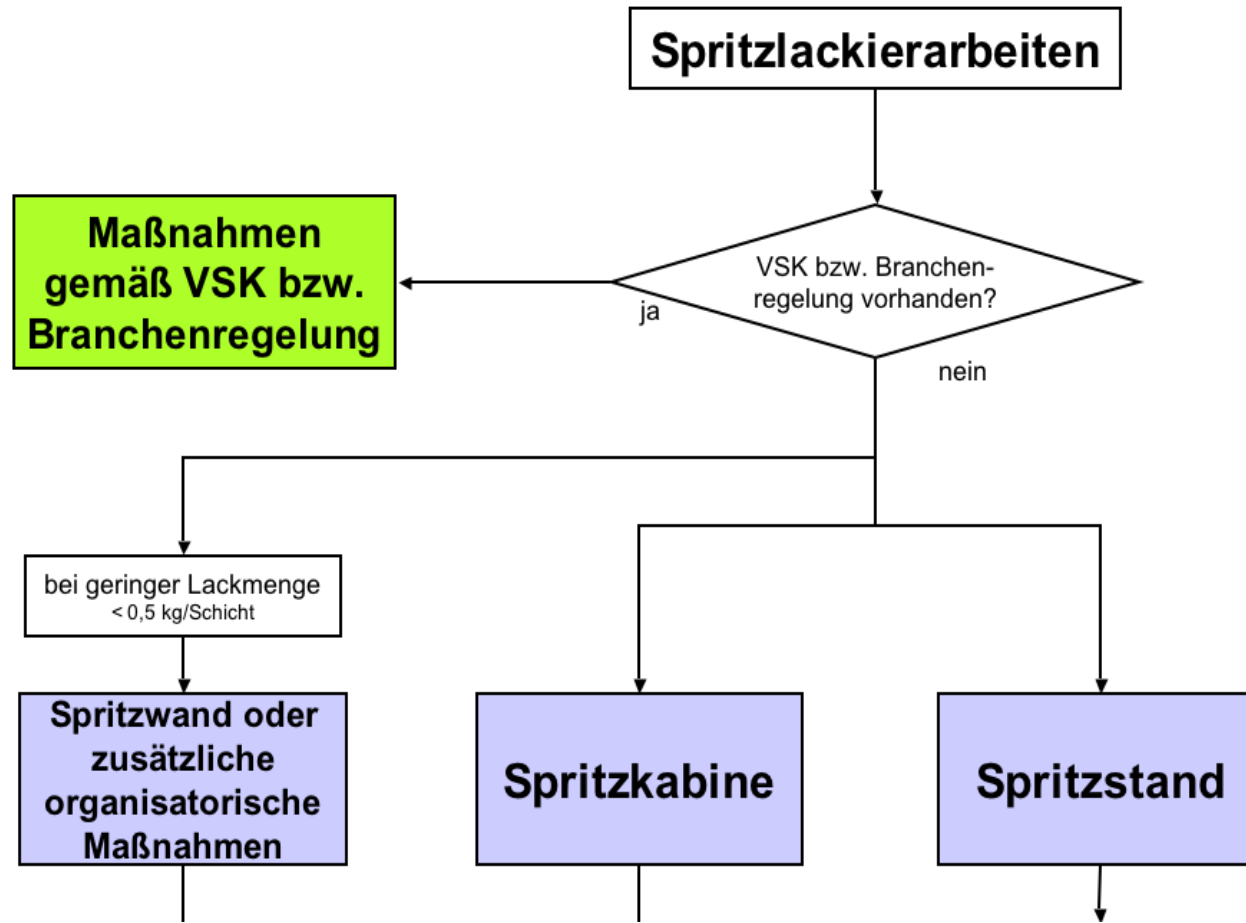 Spritzlackierarbeiten
Maßnahmen
gemäß VSK bzw.
Branchenregelung
VSK bzw. Branchen-
regelung vorhanden?
ja
nein
bei geringer Lackmenge
< 0,5 kg/Schicht
Spritzwand oder
zusätzliche
organisatorische
Maßnahmen
Spritzkabine
Spritzstand